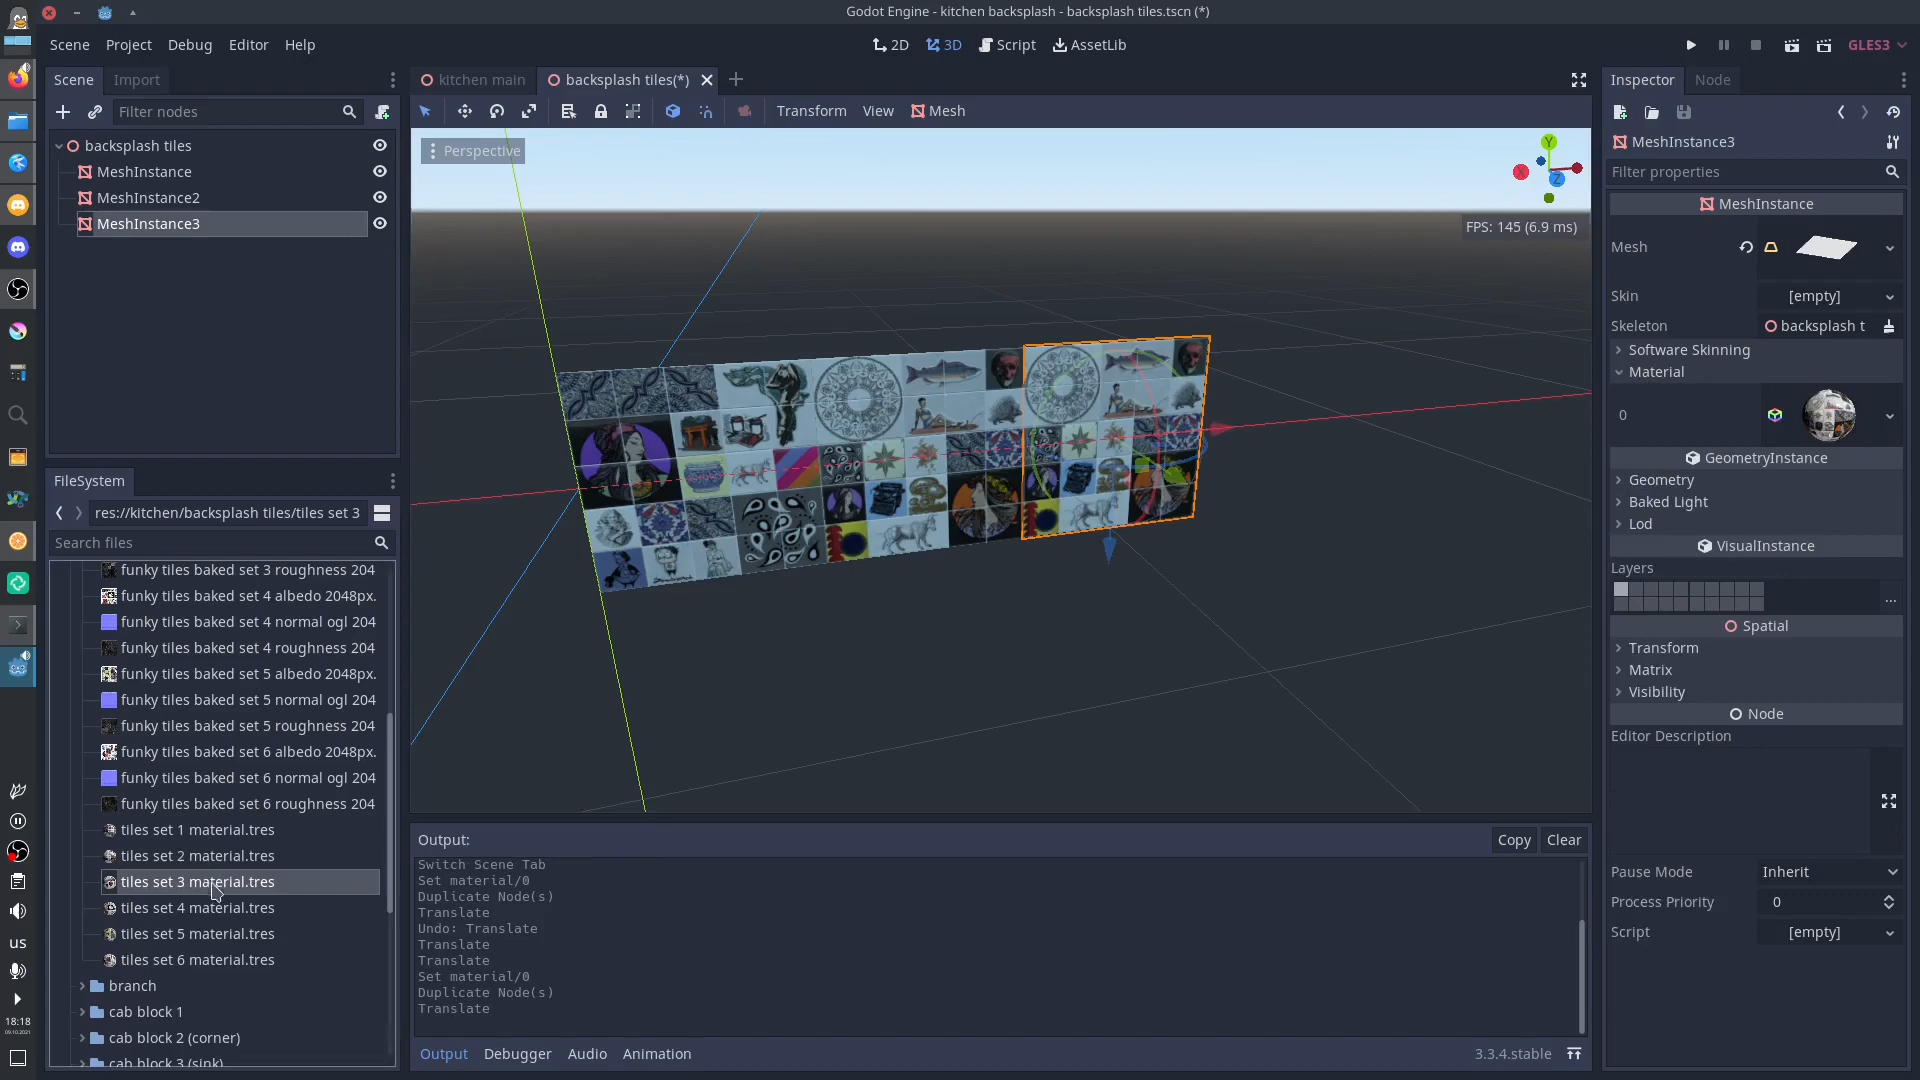 Godot Engine - kitchen backsplash - backsplash tiles.tscn (*)
Scene Project Debug Editor Help
2D 3D Script AssetLib
GLES3
Scene Import
Filter nodes
backsplash tiles
MeshInstance
MeshInstance2
MeshInstance3
FileSystem
res://kitchen/backsplash tiles/tiles set 3
Search files
funky tiles baked set 3 roughness 204
funky tiles baked set 4 albedo 2048px.
funky tiles baked set 4 normal ogl 204
funky tiles baked set 4 roughness 204
funky tiles baked set 5 albedo 2048px.
funky tiles baked set 5 normal ogl 204
funky tiles baked set 5 roughness 204
funky tiles baked set 6 albedo 2048px.
funky tiles baked set 6 normal ogl 204
funky tiles baked set 6 roughness 204
tiles set 1 material.tres
tiles set 2 material.tres
tiles set 3 material.tres
tiles set 4 material.tres
tiles set 5 material.tres
tiles set 6 material.tres
branch
cab block 1
cab block 2 (corner)
cab block 3 (sink)
us
18:18
09.10.2021
kitchen main backsplash tiles(*)
Transform View Mesh
Perspective
Y
X
Z
FPS: 145 (6.9 ms)
Output:
Copy Clear
Switch Scene Tab
Set material/0
Duplicate Node(s)
Translate
Undo: Translate
Translate
Translate
Set material/0
Duplicate Node(s)
Translate
Output Debugger Audio Animation
3.3.4.stable
Inspector Node
MeshInstance3
Filter properties
MeshInstance
Mesh
Skin [empty]
Skeleton backsplash t
Software Skinning
Material
0
GeometryInstance
Geometry
Baked Light
Lod
VisualInstance
Layers
...
Spatial
Transform
Matrix
Visibility
Node
Editor Description
Pause Mode Inherit
Process Priority 0
Script [empty]